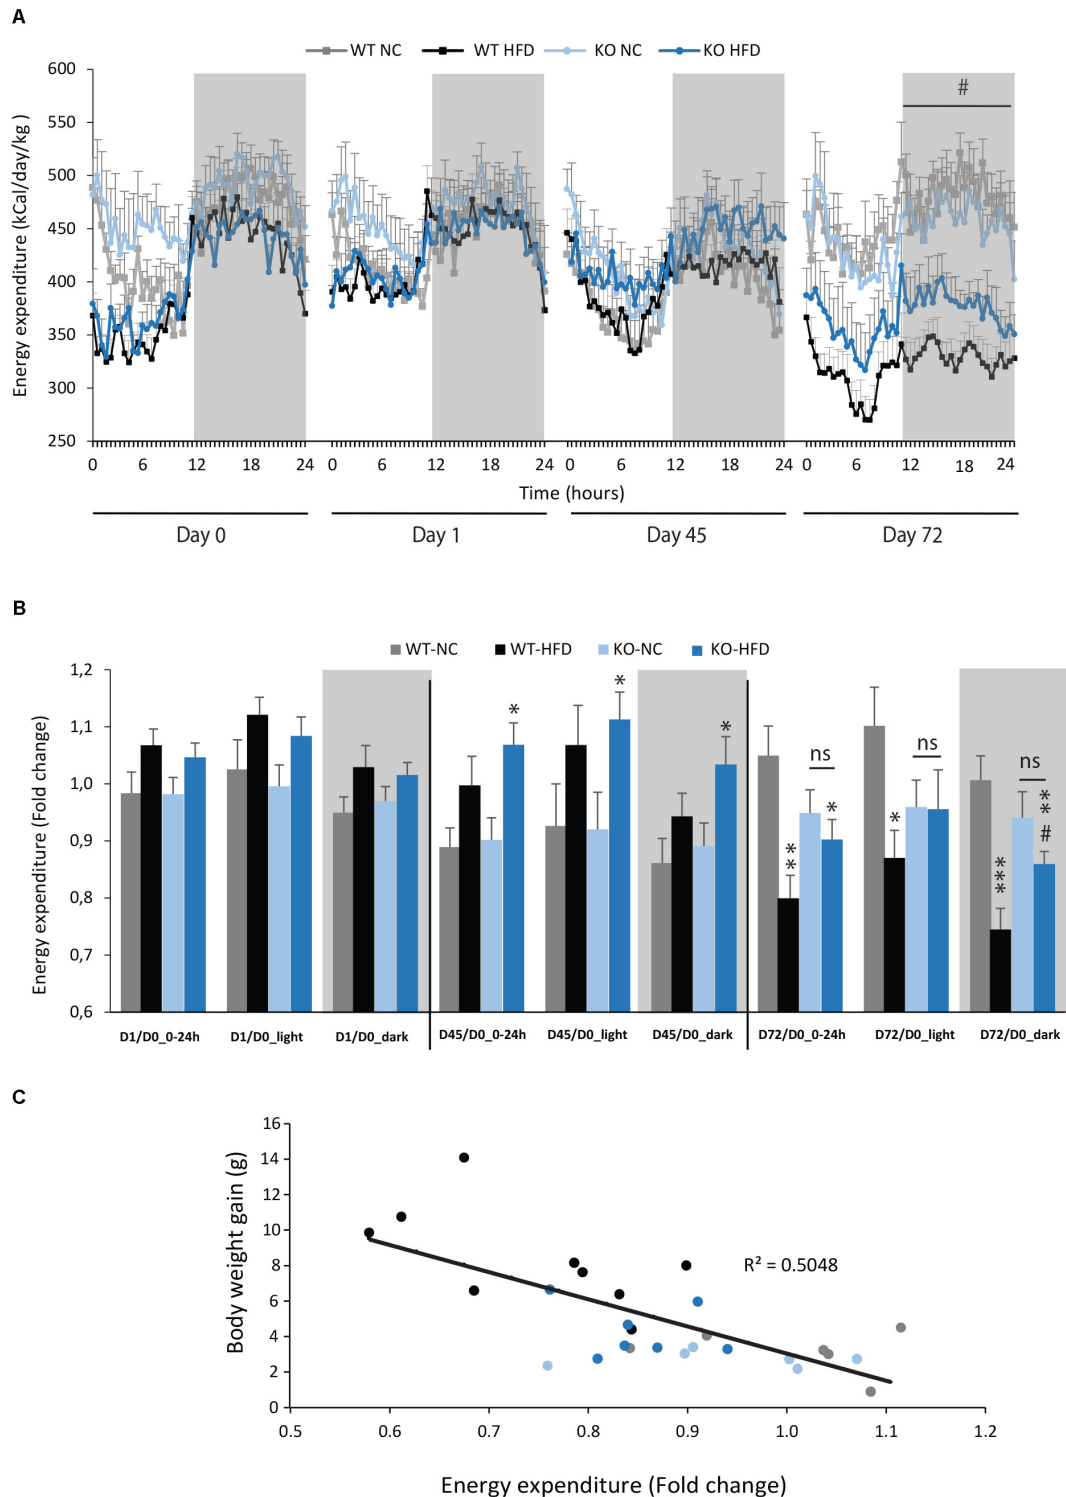 A
WT NC WT HFD KO NC KO HFD
600
550
500
450
400
350
300
250
#
Energy expenditure (kCal/day/kg )
0 6 12 18 24 0 6 12 18 24 0 6 12 18 24 0 6 12 18 24
Time (hours)
Day 0 Day 1 Day 45 Day 72
B
WT-NC WT-HFD KO-NC KO-HFD
1,2
1,1
1,0
0,9
0,8
0,7
0,6
Energy expenditure (Fold change)
* * * ** ns * * ns *** ns ** #
D1/D0_0-24h D1/D0_light D1/D0_dark D45/D0_0-24h D45/D0_light D45/D0_dark D72/D0_0-24h D72/D0_light D72/D0_dark
C
16
14
12
10
8
6
4
2
0
Body weight gain (g)
R² = 0.5048
0.5 0.6 0.7 0.8 0.9 1.0 1.1 1.2
Energy expenditure (Fold change)